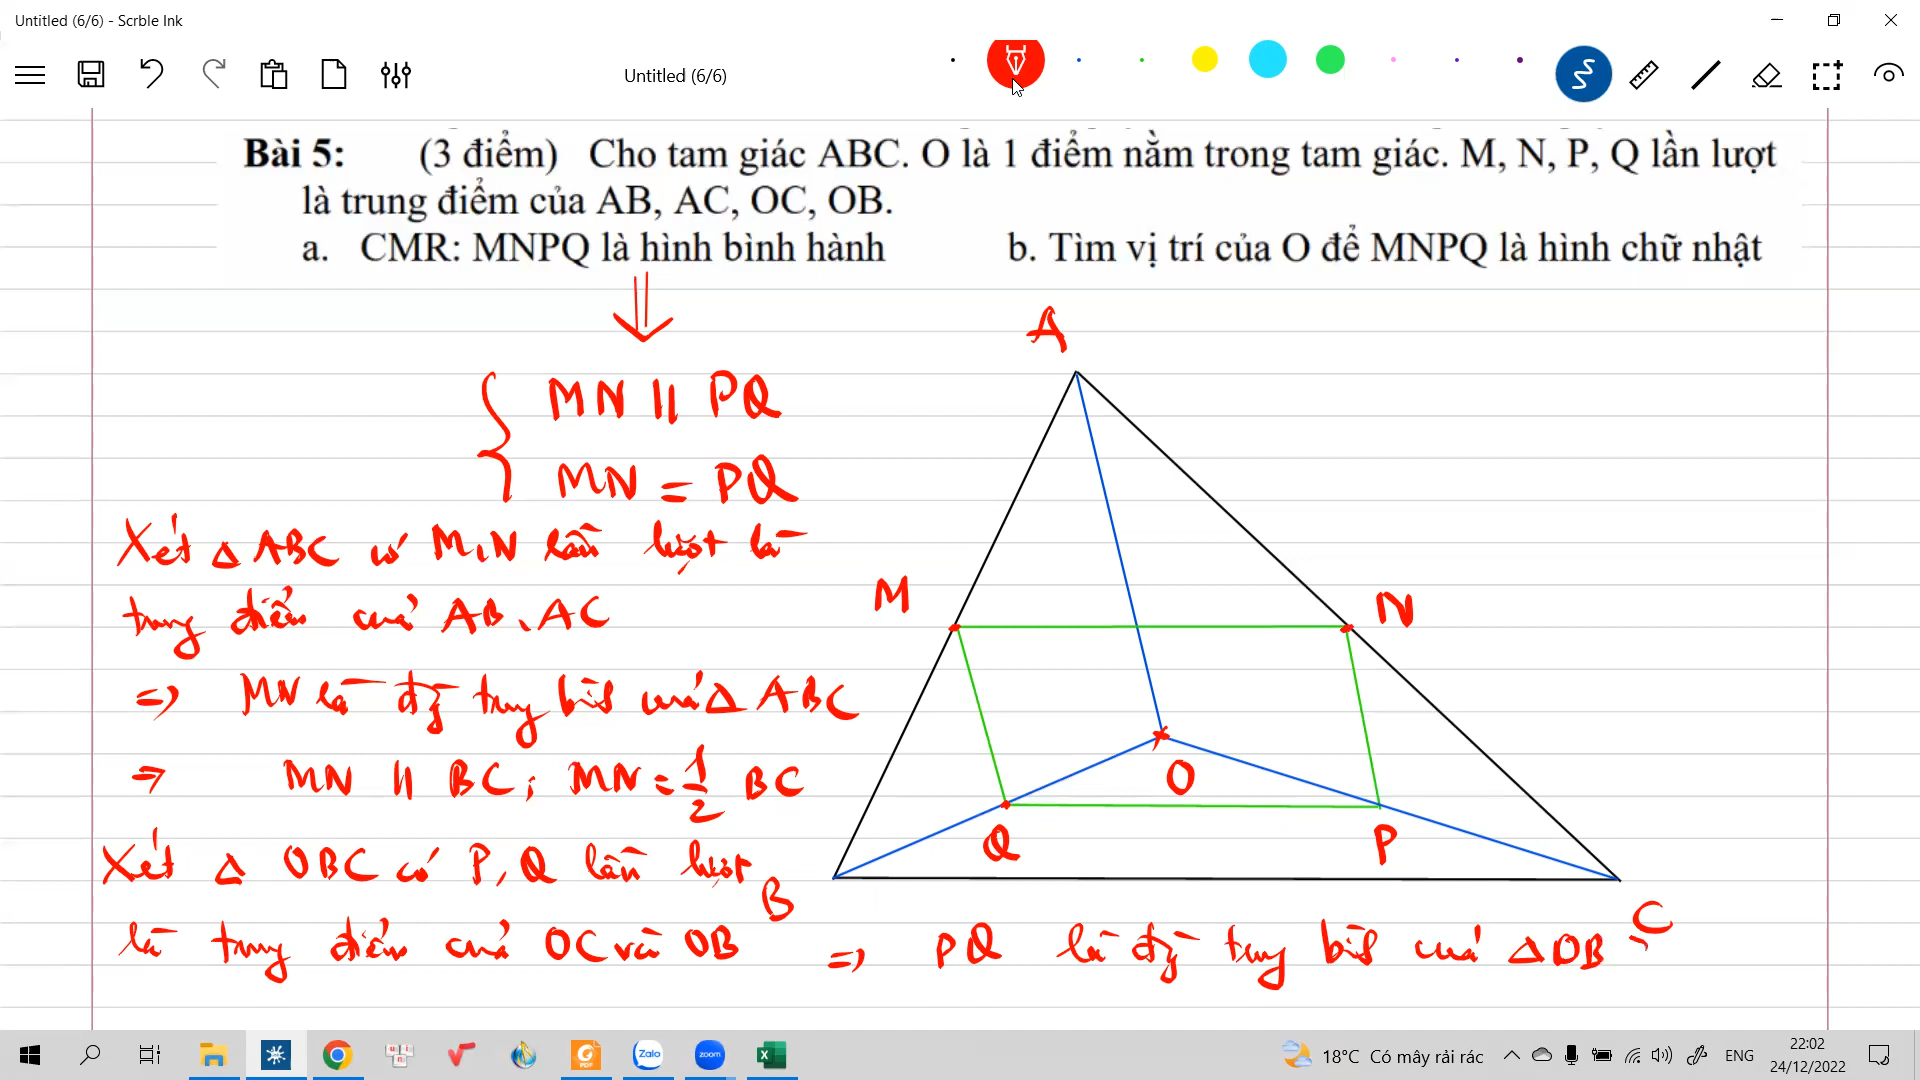 Untitled (6/6) - Scrble Ink
Untitled (6/6)
Bài 5: (3 điểm) Cho tam giác ABC. O là 1 điểm nằm trong tam giác. M, N, P, Q lần lượt
là trung điểm của AB, AC, OC, OB.
a. CMR: MNPQ là hình bình hành b. Tìm vị trí của O để MNPQ là hình chữ nhật
A
MN || PQ
MN = PQ
Xét Δ ABC có M, N lần lượt là
trung điểm của AB, AC
M
N
=> MN là đg trung bình của Δ ABC
=> MN || BC; MN = 1/2 BC
O
Q
P
Xét Δ OBC có P, Q lần lượt
B
C
là trung điểm của OC và OB => PQ là đg trung bình của Δ OB
Zalo
zoom
18°C Có mây rải rác
ENG
22:02
24/12/2022